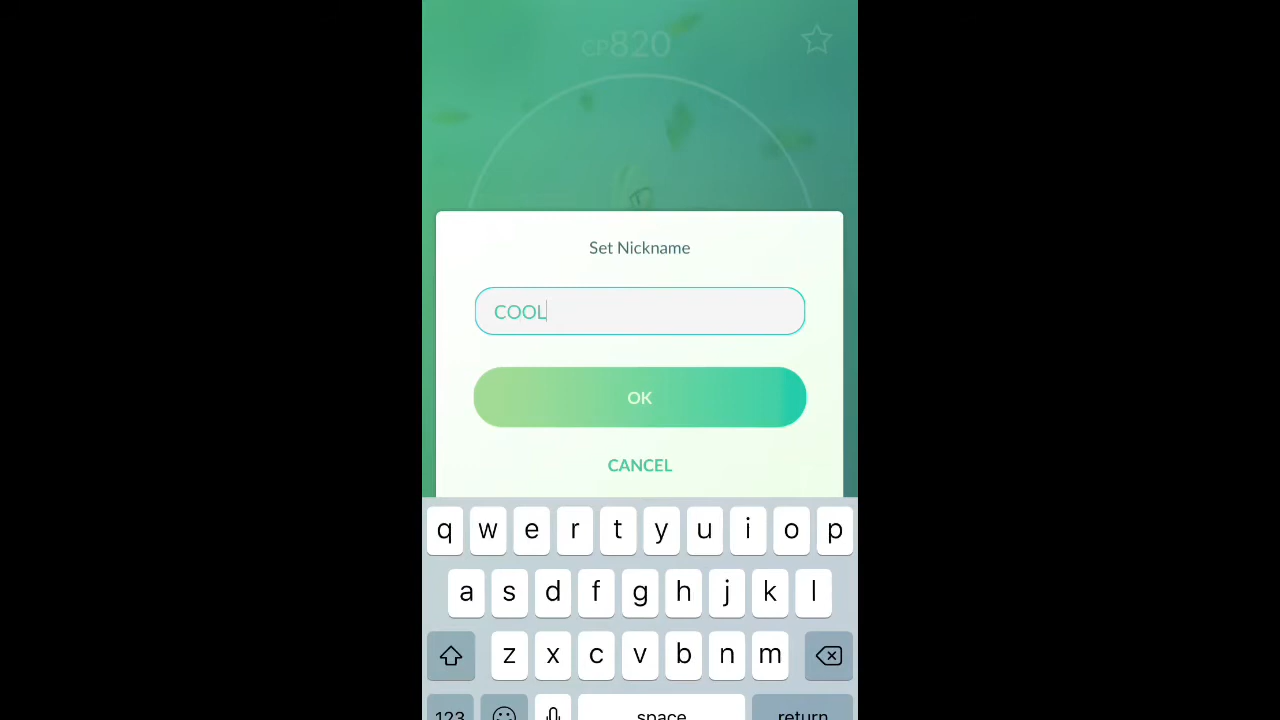 CP820
Set Nickname
COOL
OK
CANCEL
q w e r t y u i o p
a s d f g h j k l
z x c v b n m
123 space return